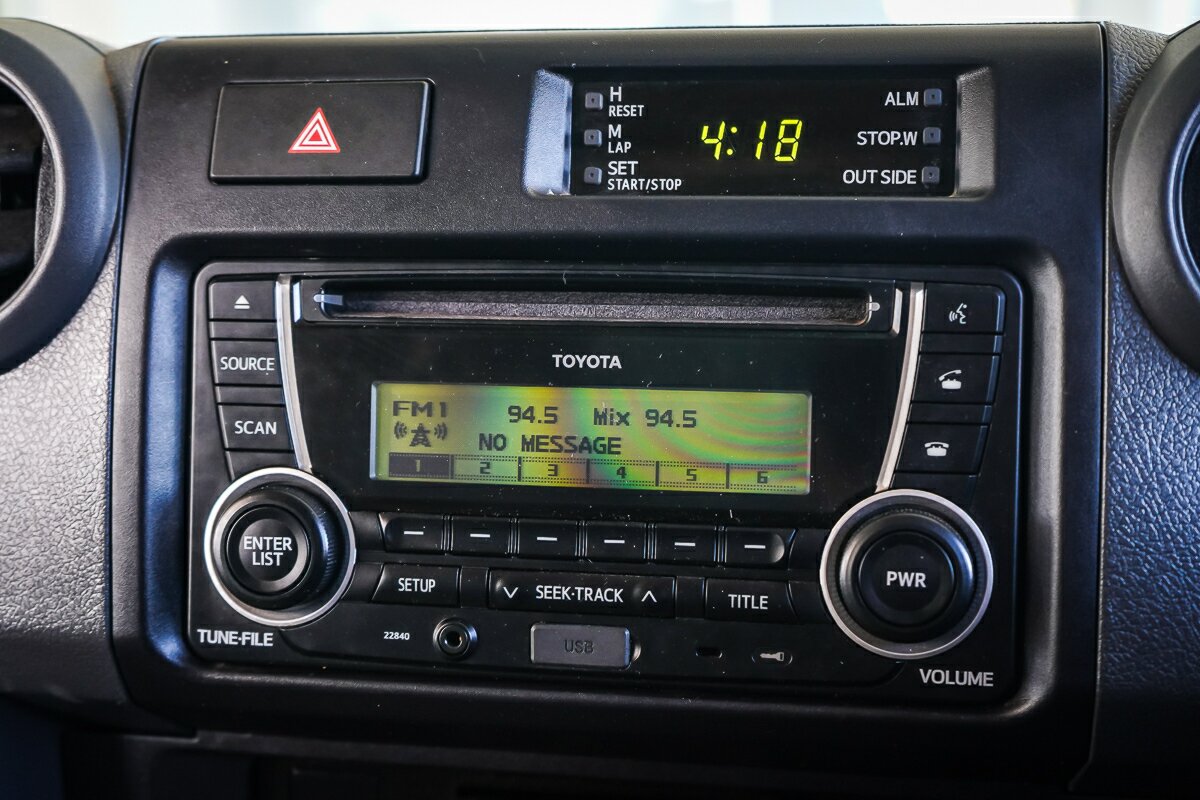 H
RESET
M
LAP
SET
START/STOP
4:18
ALM
STOP.W
OUT SIDE
TOYOTA
SOURCE
SCAN
FM1 94.5 Mix 94.5
NO MESSAGE
1 2 3 4 5 6
ENTER
LIST
PWR
SETUP
SEEK·TRACK
TITLE
TUNE·FILE
22840
USB
VOLUME